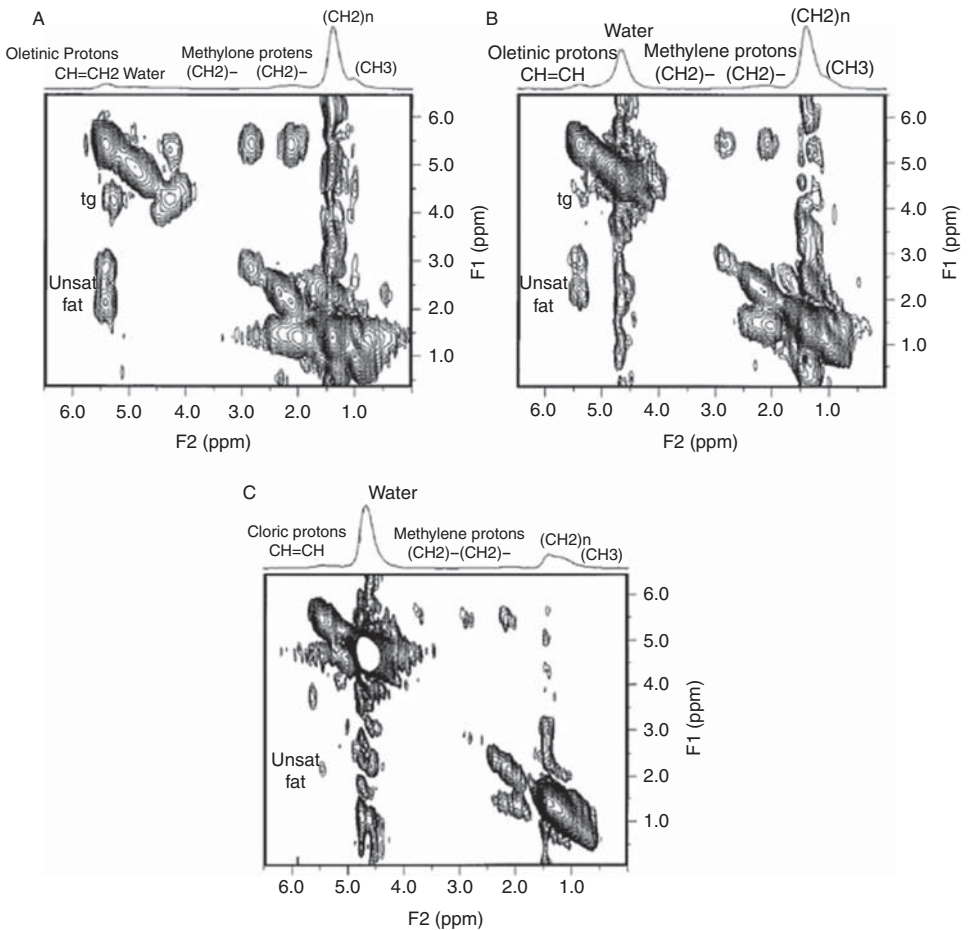 A
(CH2)n
Oletinic Protons
CH=CH2 Water
Methylone protens
(CH2)– (CH2)–
(CH3)
tg
Unsat
fat
6.0
5.0
4.0
3.0
2.0
1.0
F1 (ppm)
6.0 5.0 4.0 3.0 2.0 1.0
F2 (ppm)
B
(CH2)n
Water
Oletinic protons
CH=CH
Methylene protons
(CH2)– (CH2)–
(CH3)
tg
Unsat
fat
6.0
5.0
4.0
3.0
2.0
1.0
F1 (ppm)
6.0 5.0 4.0 3.0 2.0 1.0
F2 (ppm)
C
Water
Cloric protons
CH=CH
Methylene protons
(CH2)–(CH2)–
(CH2)n
(CH3)
Unsat
fat
6.0
5.0
4.0
3.0
2.0
1.0
F1 (ppm)
6.0 5.0 4.0 3.0 2.0 1.0
F2 (ppm)